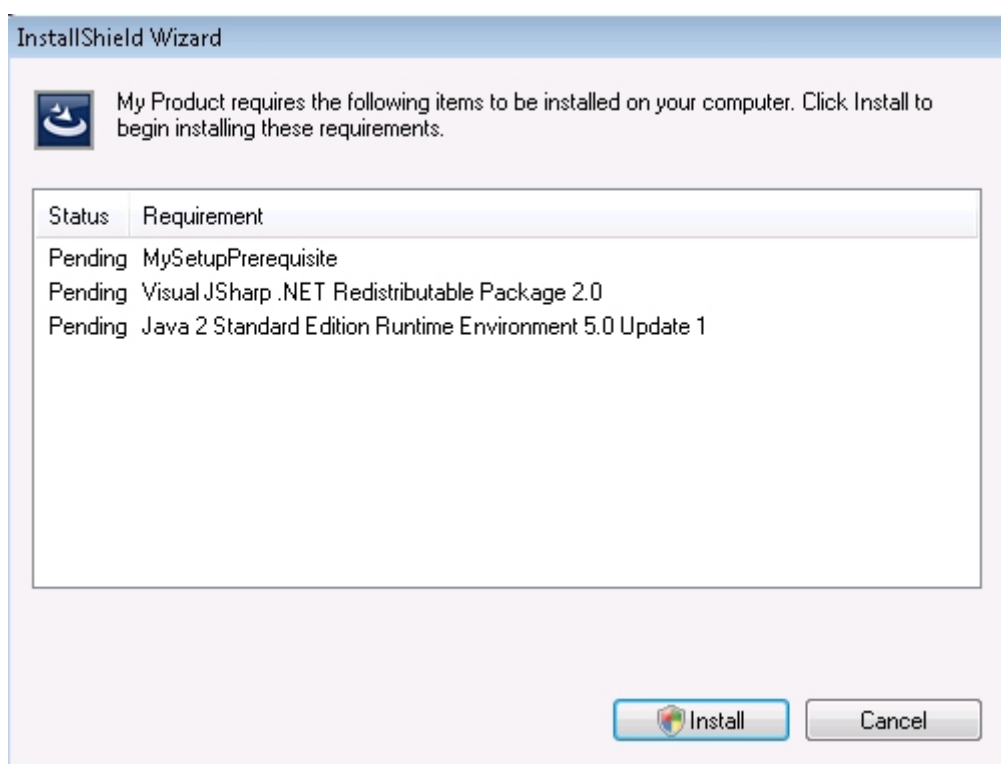 InstallShield Wizard
My Product requires the following items to be installed on your computer. Click Install to
begin installing these requirements.
Status Requirement
Pending MySetupPrerequisite
Pending Visual JSharp .NET Redistributable Package 2.0
Pending Java 2 Standard Edition Runtime Environment 5.0 Update 1
Install Cancel